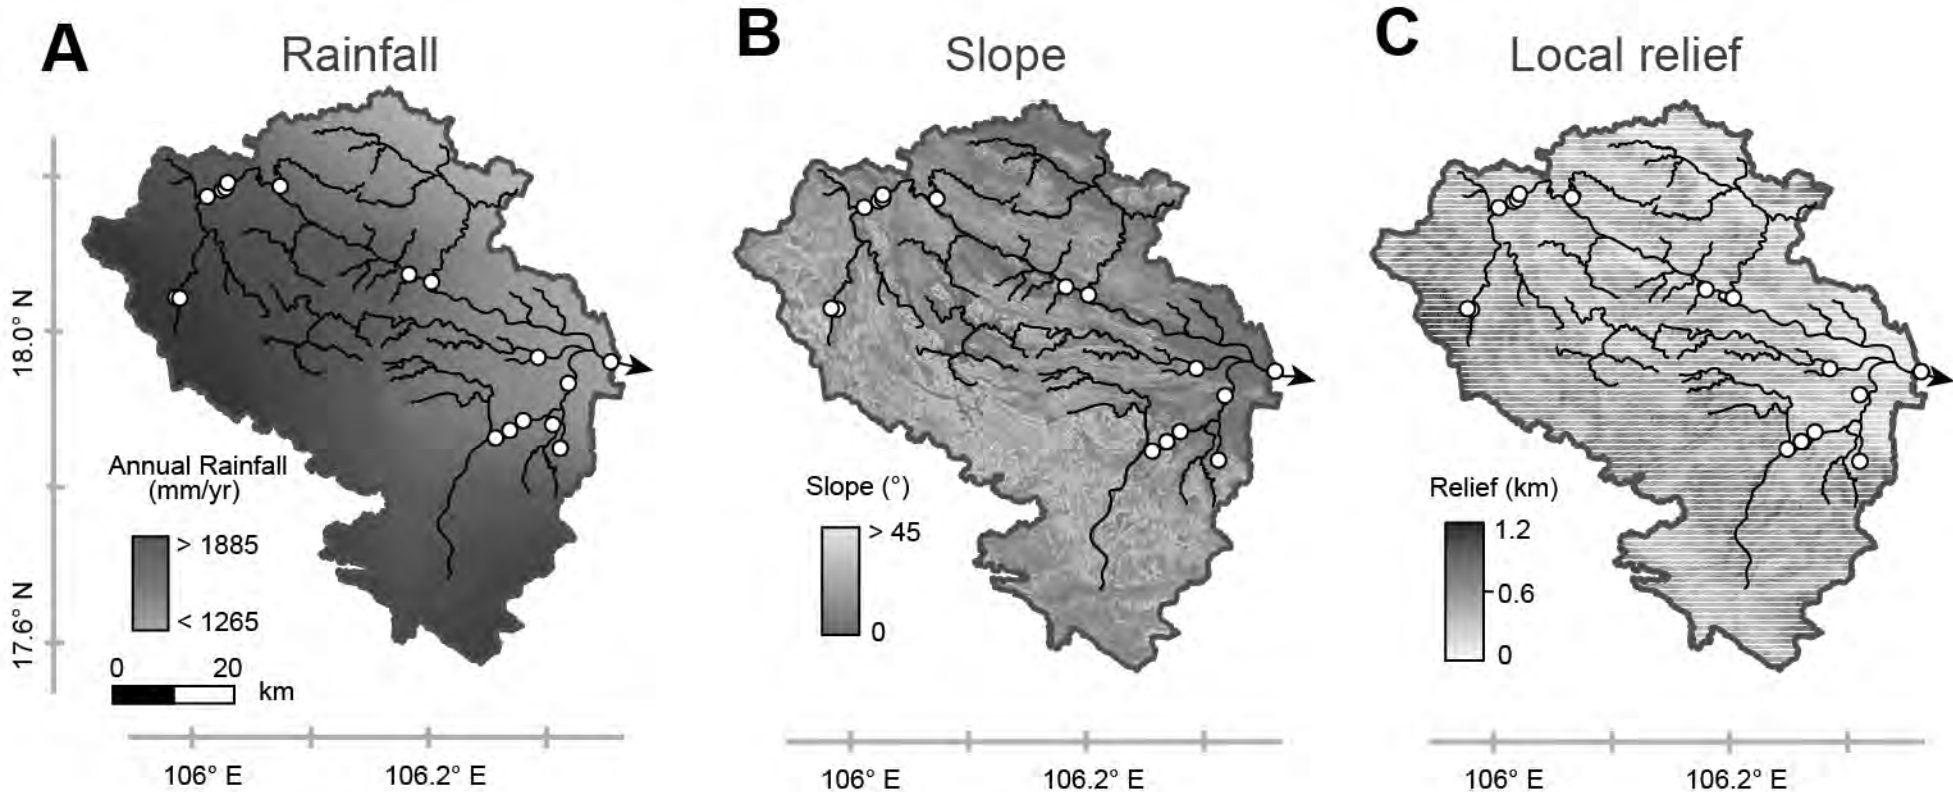 A
Rainfall
18.0° N
17.6° N
Annual Rainfall
(mm/yr)
> 1885
< 1265
0 20
km
106° E 106.2° E
B
Slope
Slope (°)
> 45
0
106° E 106.2° E
C
Local relief
Relief (km)
1.2
0.6
0
106° E 106.2° E